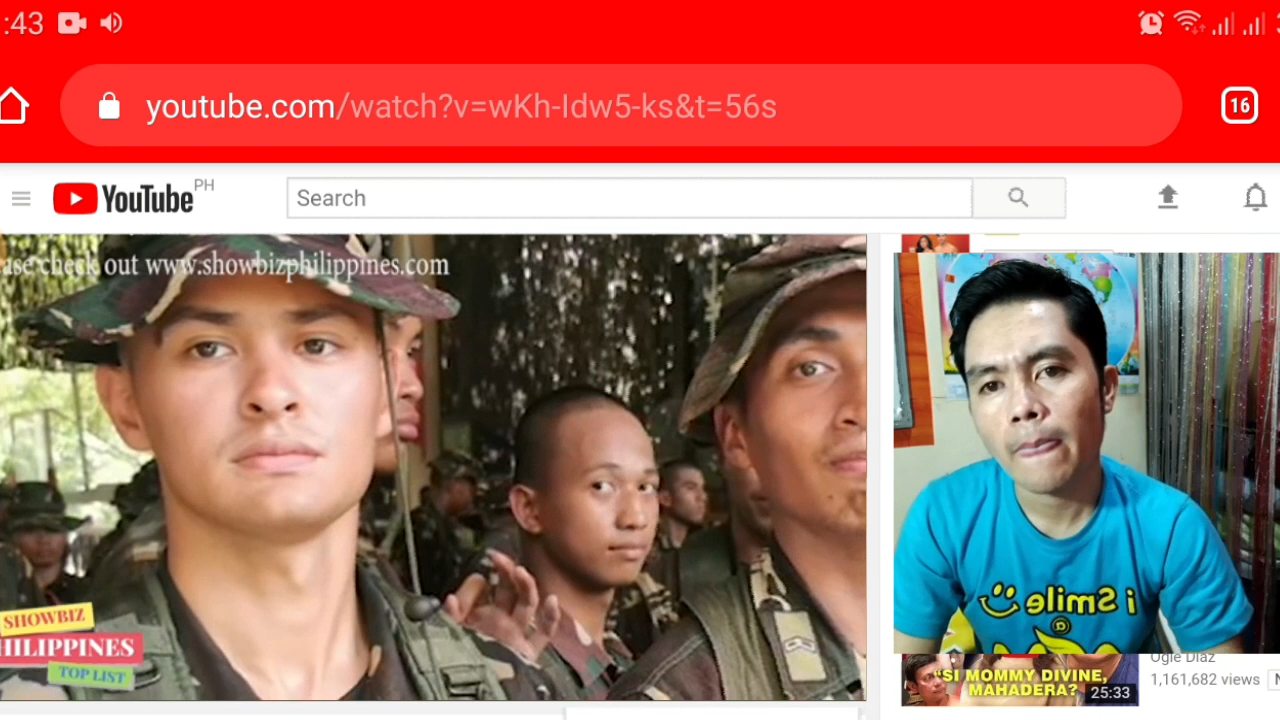 :43
youtube.com/watch?v=wKh-Idw5-ks&t=56s
16
YouTube PH
Search
ase check out www.showbizphilippines.com
SHOWBIZ
HILIPPINES
TOP LIST
i Smile
@
Ogie Diaz
"SI MOMMY DIVINE,
MAHADERA?
25:33
1,161,682 views